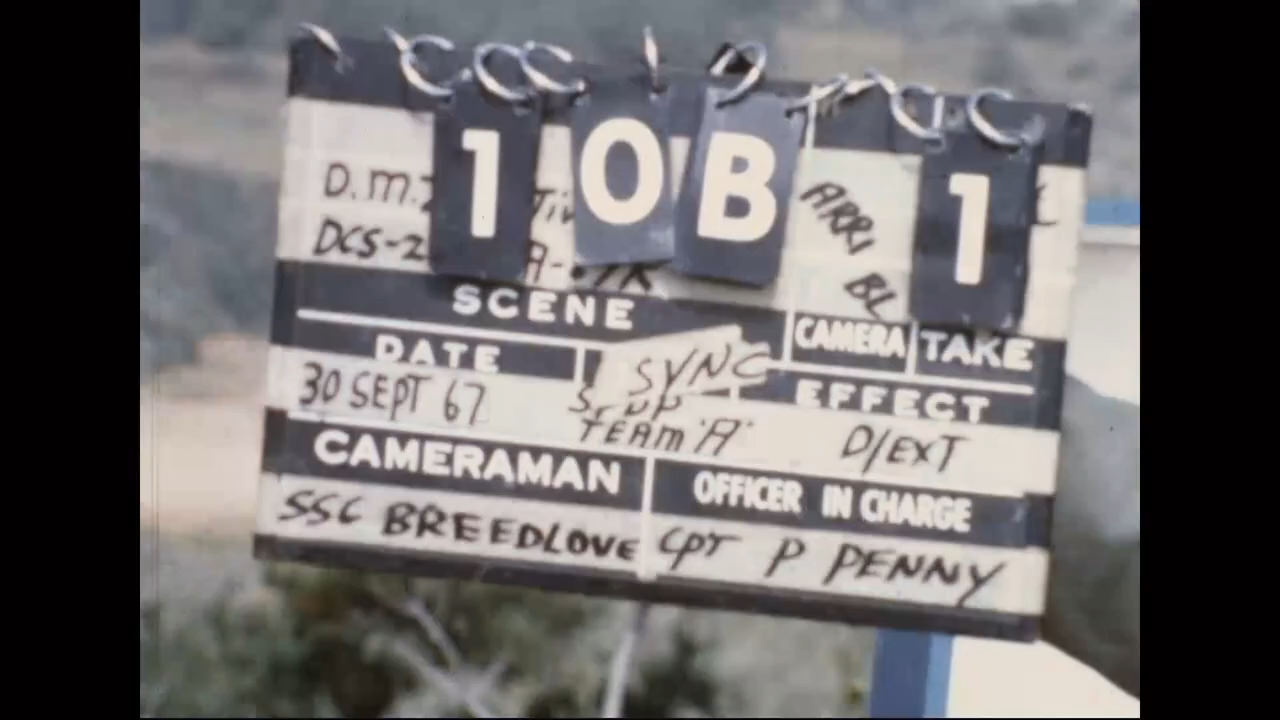 1 0 B 1
D.M.Z
DCS-2
ARRI BL
SCENE
CAMERA TAKE
DATE
SYNC
EFFECT
30 SEPT 67
TEAM "A"
D/EXT
CAMERAMAN
OFFICER IN CHARGE
SSG BREEDLOVE
CPT P PENNY